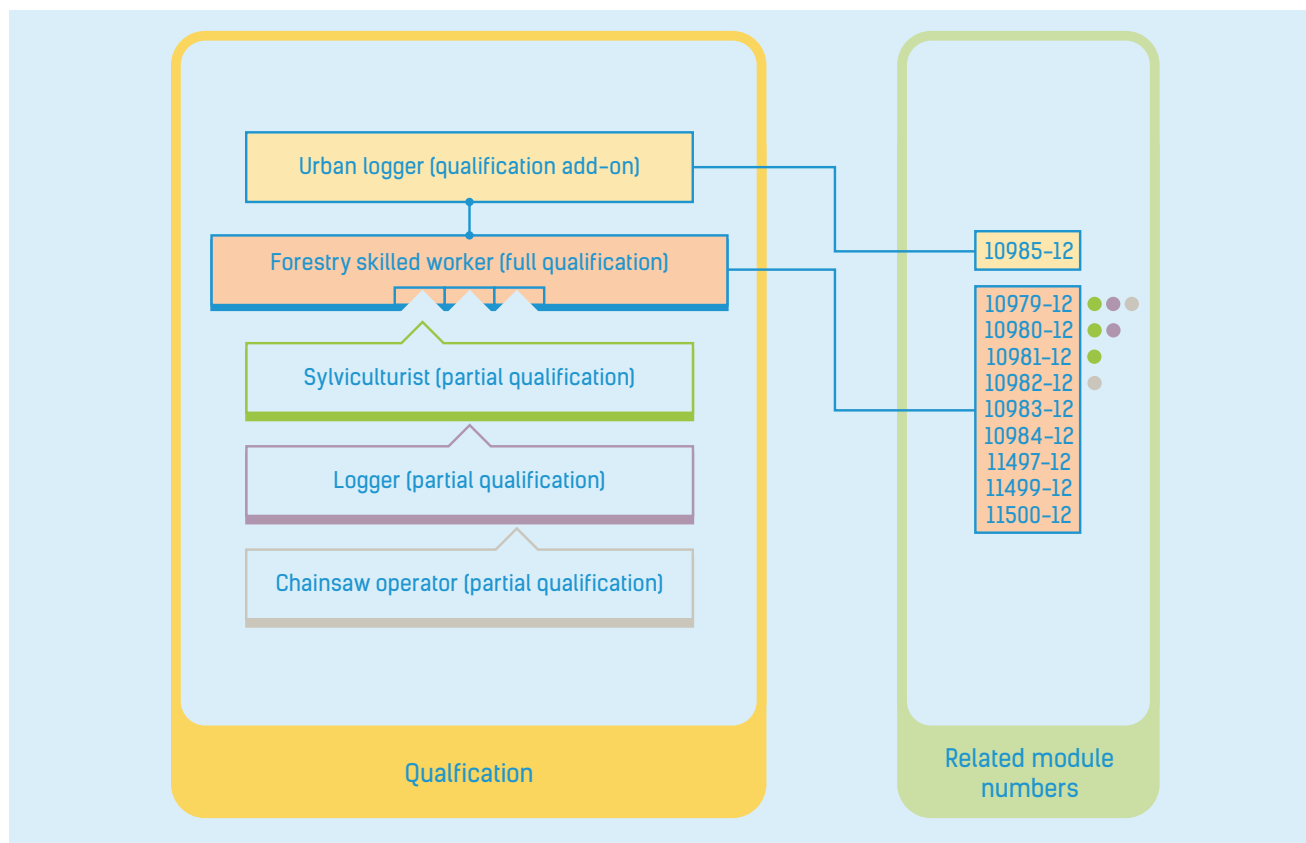 Urban logger (qualification add-on)
Forestry skilled worker (full qualification)
Sylviculturist (partial qualification)
Logger (partial qualification)
Chainsaw operator (partial qualification)
Qualfication
10985-12
10979-12
10980-12
10981-12
10982-12
10983-12
10984-12
11497-12
11499-12
11500-12
Related module
numbers